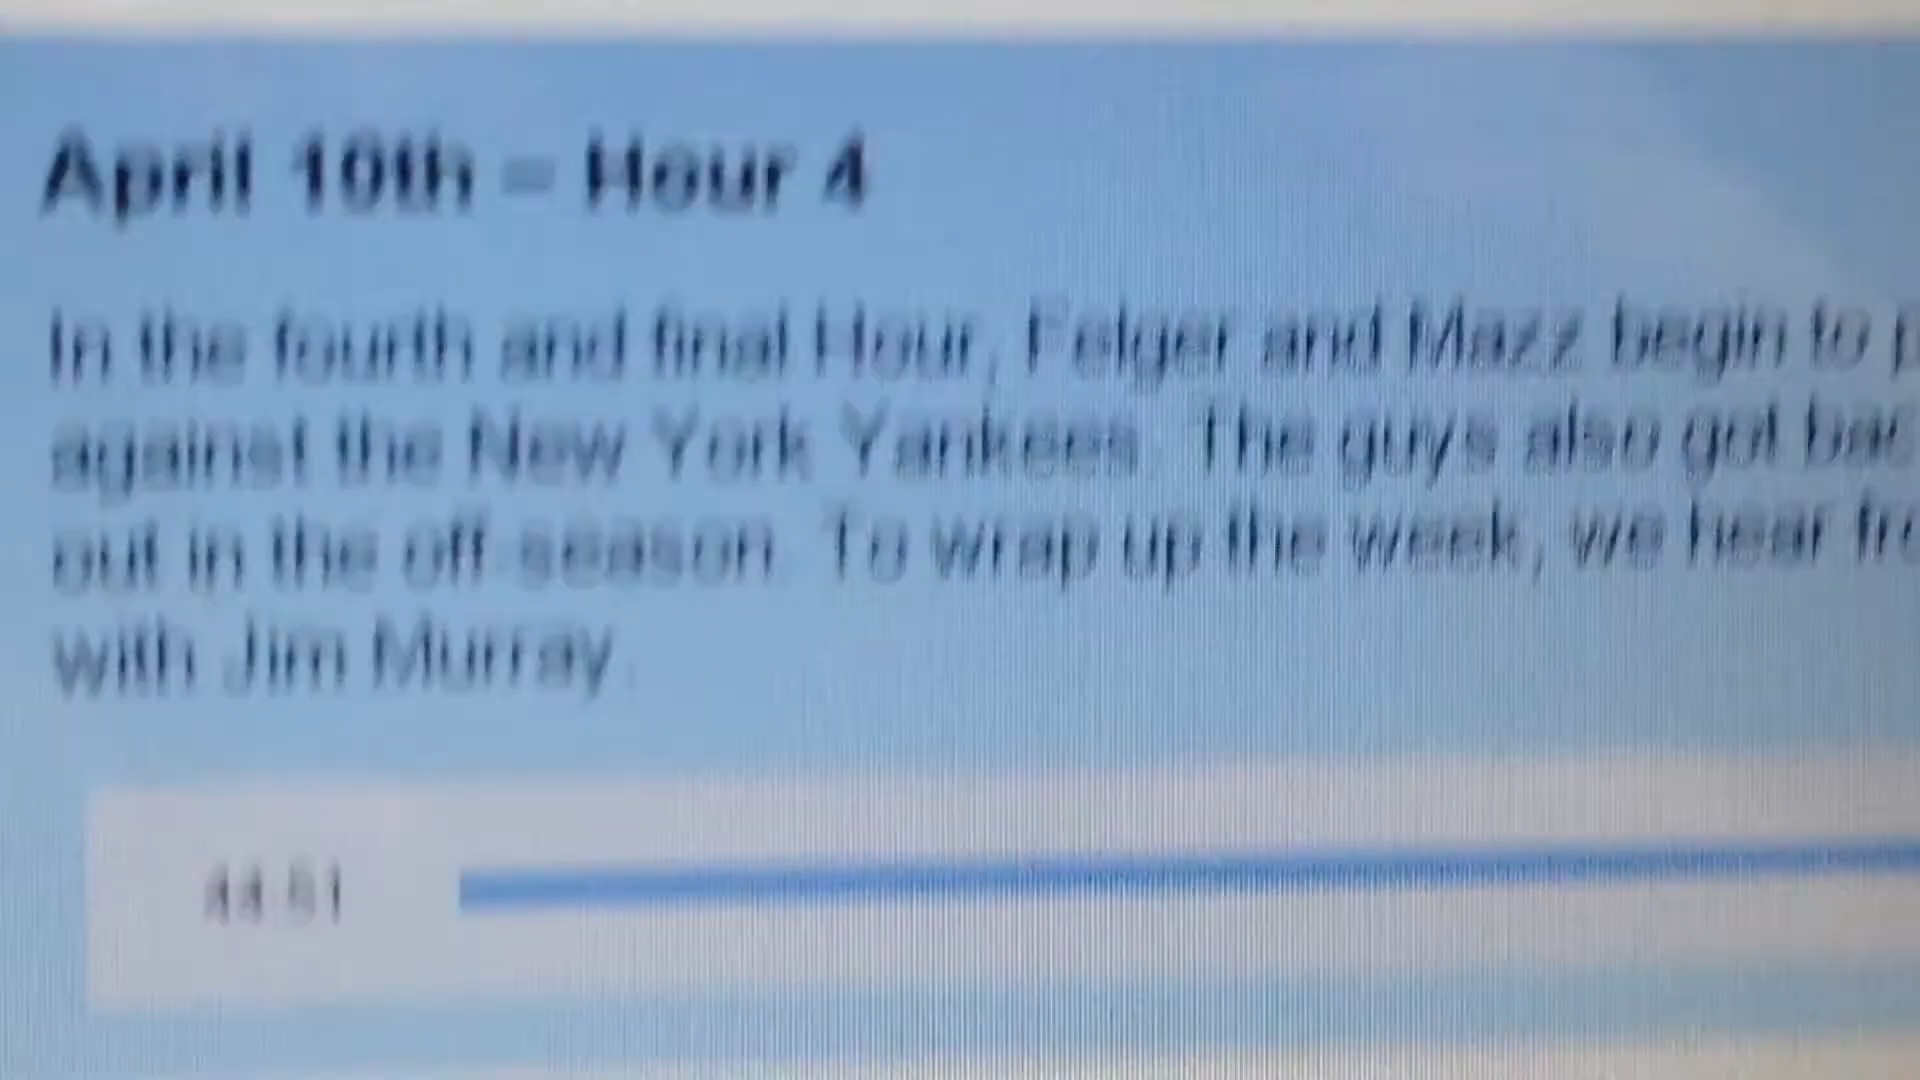 April 10th – Hour 4
In the fourth and final Hour, Felger and Mazz begin to p
against the New York Yankees. The guys also got bac
out in the off-season. To wrap up the week, we hear fro
with Jim Murray.